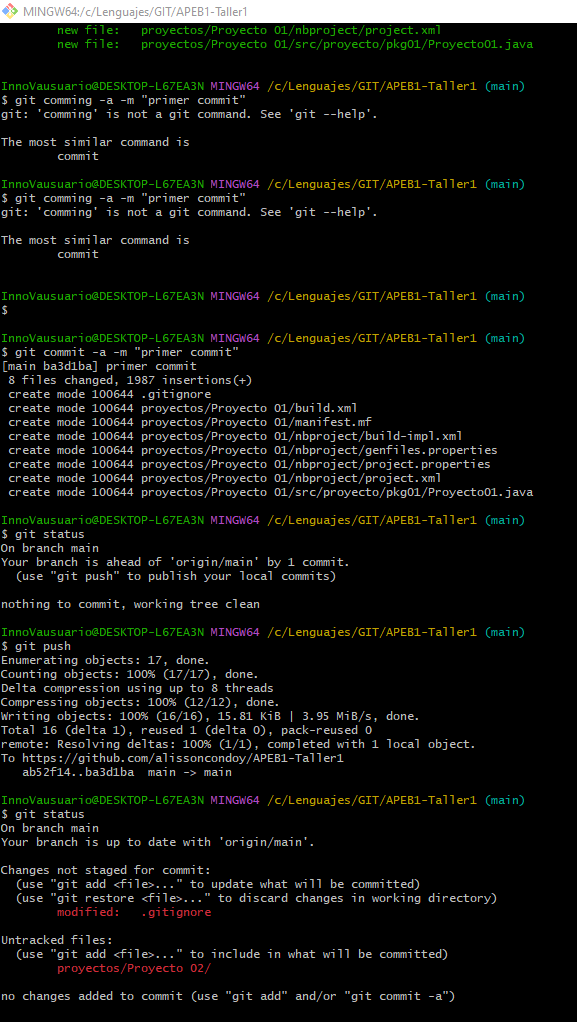 MINGW64:/c/Lenguajes/GIT/APEB1-Taller1
new file:   proyectos/Proyecto 01/nbproject/project.xml
new file:   proyectos/Proyecto 01/src/proyecto/pkg01/Proyecto01.java
InnoVausuario@DESKTOP-L67EA3N MINGW64 /c/Lenguajes/GIT/APEB1-Taller1 (main)
$ git comming -a -m "primer commit"
git: 'comming' is not a git command. See 'git --help'.
The most similar command is
commit
InnoVausuario@DESKTOP-L67EA3N MINGW64 /c/Lenguajes/GIT/APEB1-Taller1 (main)
$ git comming -a -m "primer commit"
git: 'comming' is not a git command. See 'git --help'.
The most similar command is
commit
InnoVausuario@DESKTOP-L67EA3N MINGW64 /c/Lenguajes/GIT/APEB1-Taller1 (main)
$
InnoVausuario@DESKTOP-L67EA3N MINGW64 /c/Lenguajes/GIT/APEB1-Taller1 (main)
$ git commit -a -m "primer commit"
[main ba3d1ba] primer commit
8 files changed, 1987 insertions(+)
create mode 100644 .gitignore
create mode 100644 proyectos/Proyecto 01/build.xml
create mode 100644 proyectos/Proyecto 01/manifest.mf
create mode 100644 proyectos/Proyecto 01/nbproject/build-impl.xml
create mode 100644 proyectos/Proyecto 01/nbproject/genfiles.properties
create mode 100644 proyectos/Proyecto 01/nbproject/project.properties
create mode 100644 proyectos/Proyecto 01/nbproject/project.xml
create mode 100644 proyectos/Proyecto 01/src/proyecto/pkg01/Proyecto01.java
InnoVausuario@DESKTOP-L67EA3N MINGW64 /c/Lenguajes/GIT/APEB1-Taller1 (main)
$ git status
On branch main
Your branch is ahead of 'origin/main' by 1 commit.
(use "git push" to publish your local commits)
nothing to commit, working tree clean
InnoVausuario@DESKTOP-L67EA3N MINGW64 /c/Lenguajes/GIT/APEB1-Taller1 (main)
$ git push
Enumerating objects: 17, done.
Counting objects: 100% (17/17), done.
Delta compression using up to 8 threads
Compressing objects: 100% (12/12), done.
Writing objects: 100% (16/16), 15.81 KiB | 3.95 MiB/s, done.
Total 16 (delta 1), reused 1 (delta 0), pack-reused 0
remote: Resolving deltas: 100% (1/1), completed with 1 local object.
To https://github.com/alissoncondoy/APEB1-Taller1
ab52f14..ba3d1ba  main -> main
InnoVausuario@DESKTOP-L67EA3N MINGW64 /c/Lenguajes/GIT/APEB1-Taller1 (main)
$ git status
On branch main
Your branch is up to date with 'origin/main'.
Changes not staged for commit:
(use "git add <file>..." to update what will be committed)
(use "git restore <file>..." to discard changes in working directory)
modified:   .gitignore
Untracked files:
(use "git add <file>..." to include in what will be committed)
proyectos/Proyecto 02/
no changes added to commit (use "git add" and/or "git commit -a")